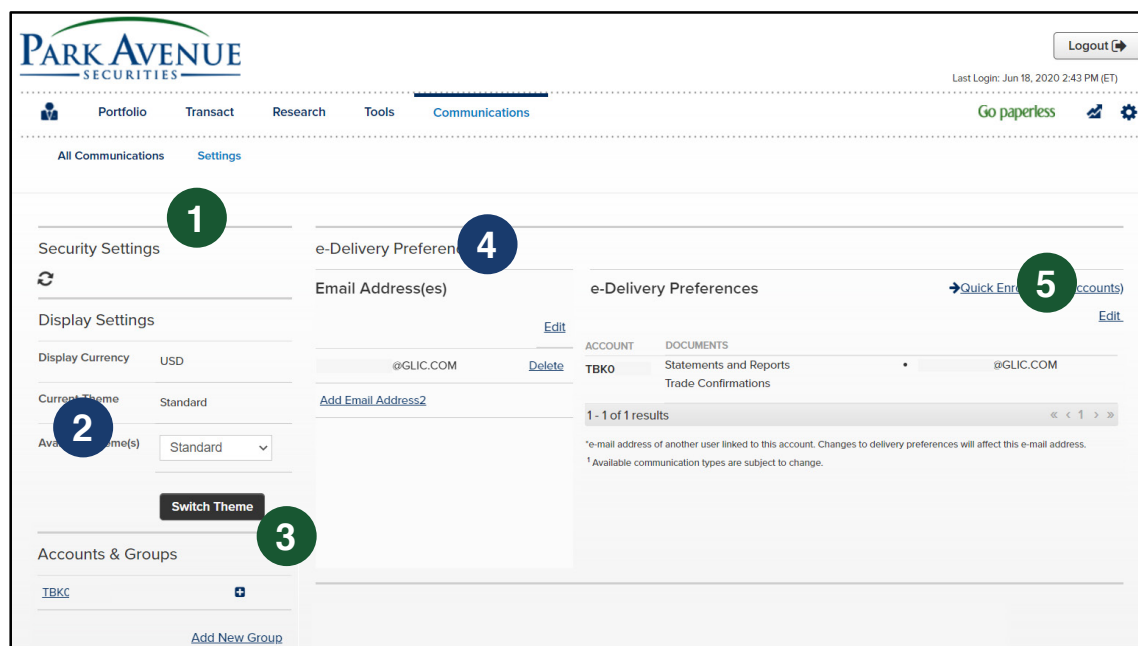 PARK AVENUE
SECURITIES
Logout
Last Login: Jun 18, 2020 2:43 PM (ET)
Portfolio Transact Research Tools Communications
Go paperless
All Communications Settings
1
Security Settings
Display Settings
Display Currency USD
Current Theme Standard
2
Standard
Switch Theme
3
Accounts & Groups
TBK0
Add New Group
4
e-Delivery
Email Address(es)
Edit
@GLIC.COM Delete
Add Email Address2
e-Delivery Preferences
5
Quick
Edit
ACCOUNT DOCUMENTS
TBK0 Statements and Reports • @GLIC.COM
Trade Confirmations
1 - 1 of 1 results « < 1 > »
*e-mail address of another user linked to this account. Changes to delivery preferences will affect this e-mail address.
1 Available communication types are subject to change.